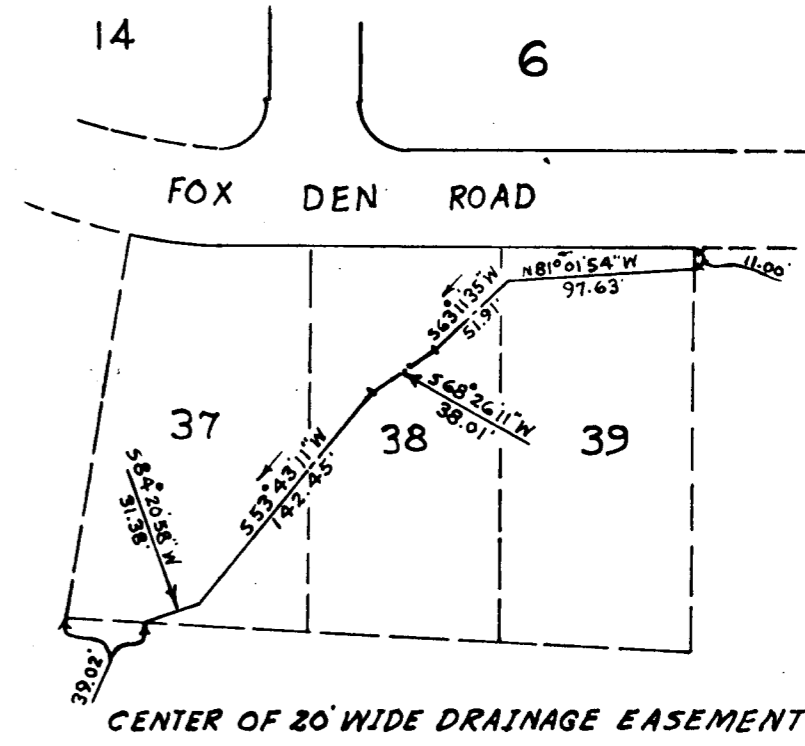 14
6
FOX DEN ROAD
N81°01'54"W
97.63'
11.00'
S63°11'35"W
51.91'
S68°26'11"W
38.01'
37
38
39
S53°43'11"W
142.45'
S84°20'58"W
31.38'
39.02'
CENTER OF 20' WIDE DRAINAGE EASEMENT